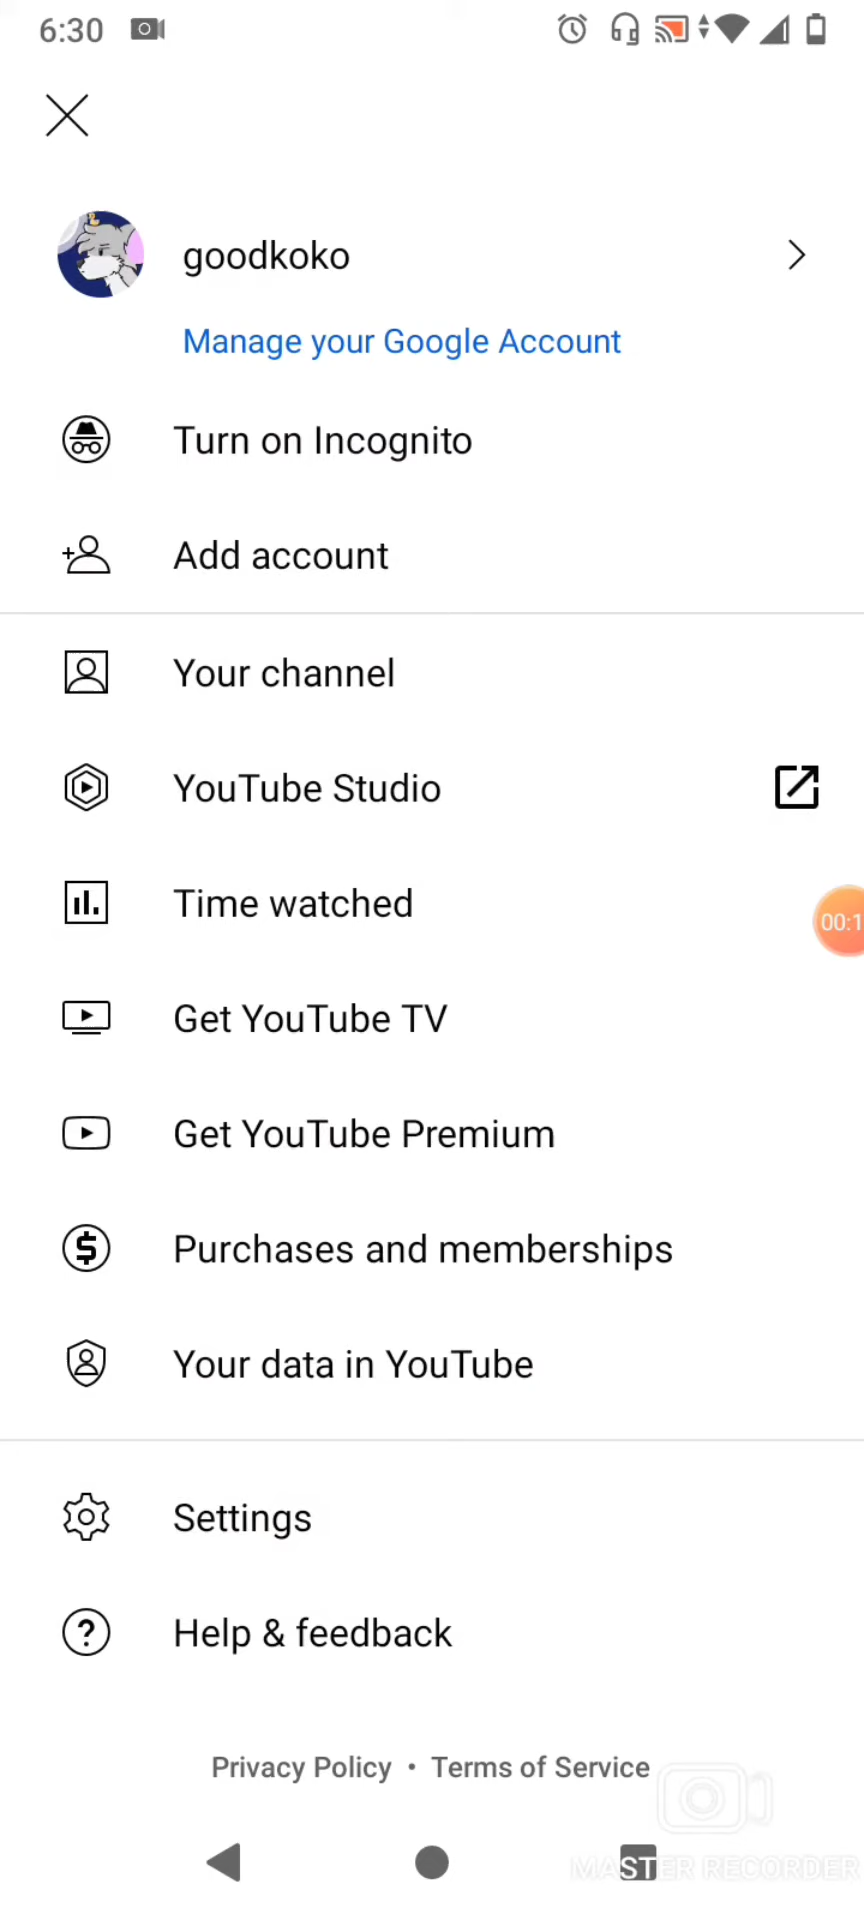 6:30
goodkoko
Manage your Google Account
Turn on Incognito
Add account
Your channel
YouTube Studio
Time watched
00:1
Get YouTube TV
Get YouTube Premium
Purchases and memberships
Your data in YouTube
Settings
Help & feedback
Privacy Policy • Terms of Service
MASTER RECORDER